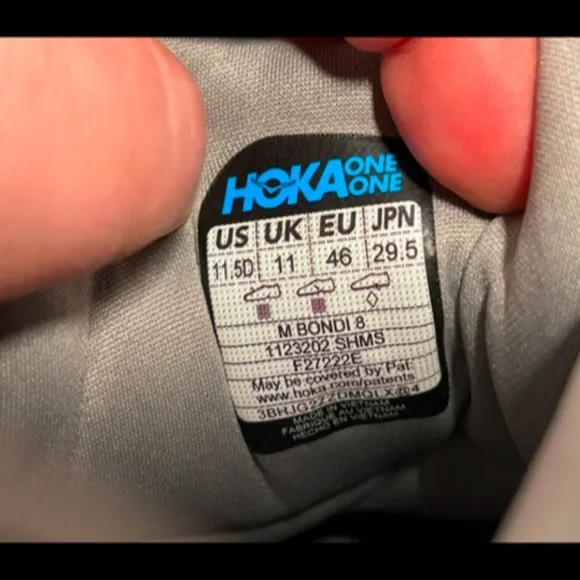 HOKA ONE ONE
US UK EU JPN
11.5D 11 46 29.5
M BONDI 8
1123202 SHMS
F27222E
May be covered by Pat:
www.hoka.com/patents
MADE IN VIETNAM
FABRIQUÉ AU VIETNAM
HECHO EN VIETNAM